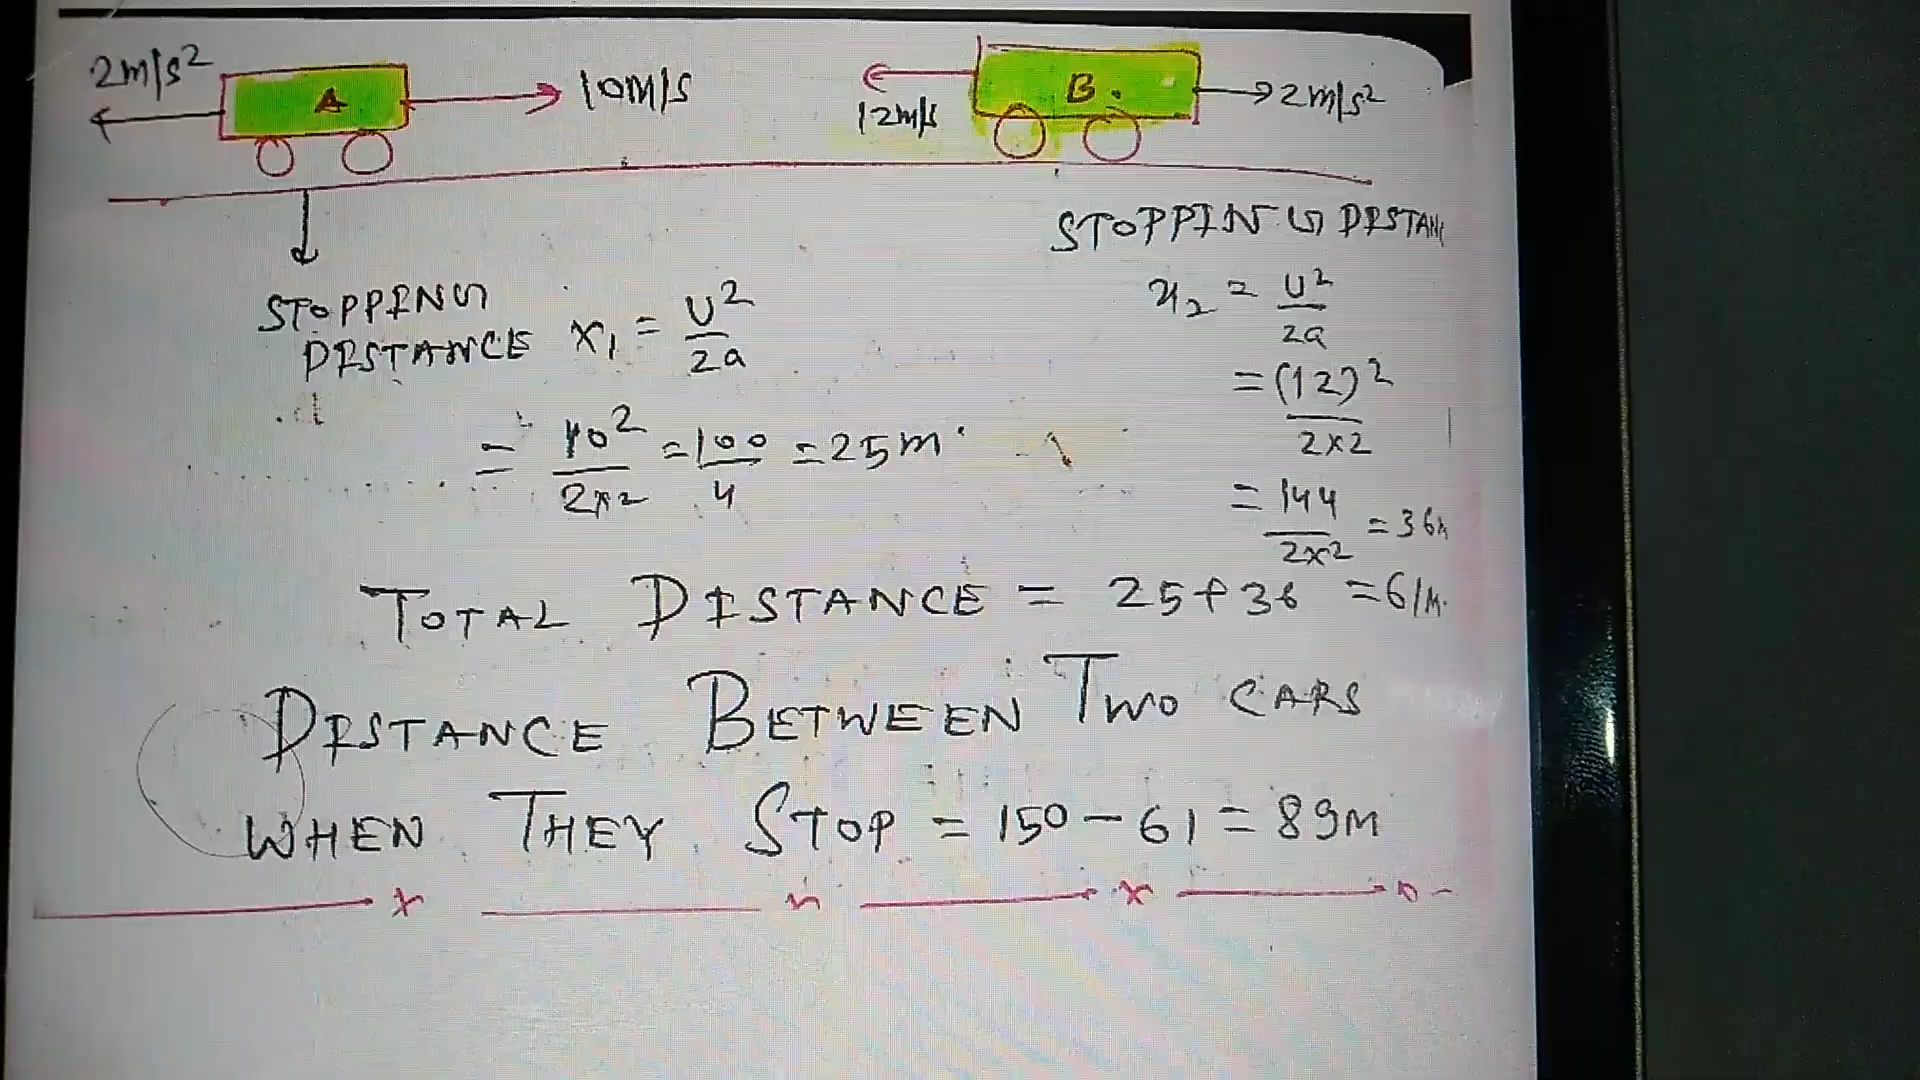 2m/s² A 10m/s
12m/s B. 2m/s²
STOPPING DISTANCE x₁ = U²/2a
= 10²/2×2 = 100/4 = 25m.
STOPPING DISTANC
x₂ = U²/2a
= (12)²/2×2
= 144/2×2 = 36m
TOTAL DISTANCE = 25+36 = 61m.
DISTANCE BETWEEN TWO CARS
WHEN THEY STOP = 150 - 61 = 89M